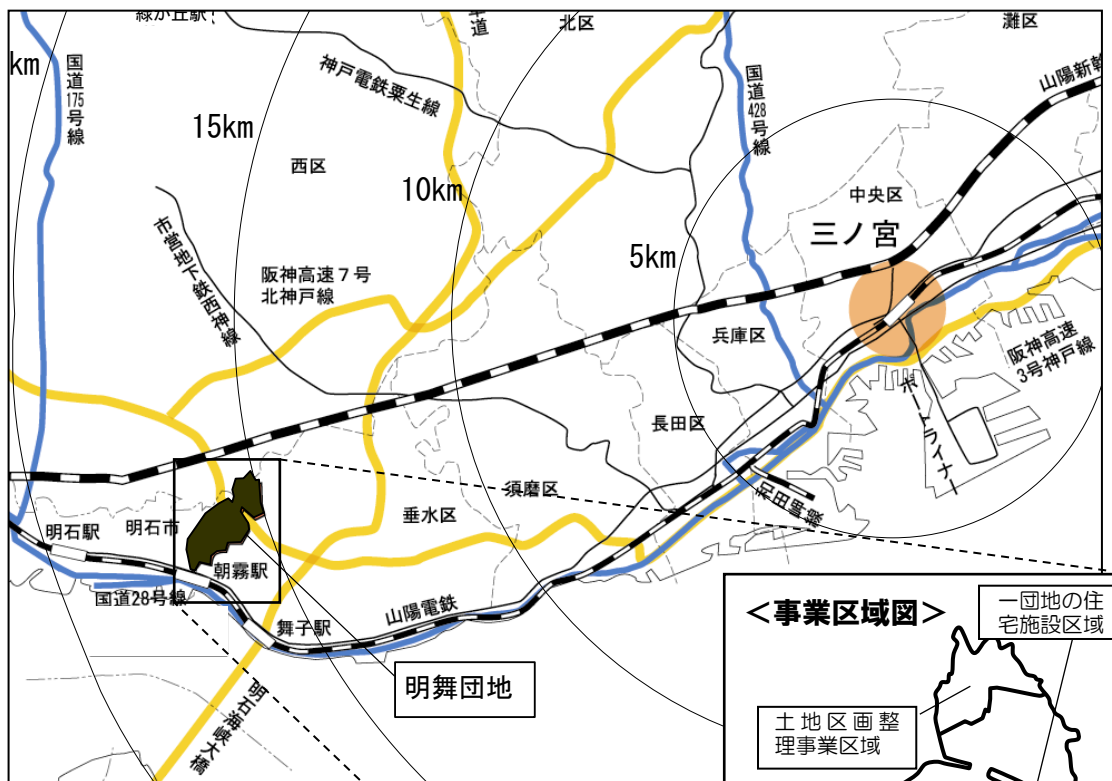 緑が丘駅
車道
北区
灘区
km
国道175号線
神戸電鉄粟生線
国道428号線
山陽新幹
15km
西区
10km
中央区
三ノ宮
5km
市営地下鉄西神線
阪神高速7号
北神戸線
兵庫区
阪神高速
3号神戸線
ポートライナー
長田区
和田岬線
須磨区
垂水区
明石駅
明石市
朝霧駅
国道28号線
舞子駅
山陽電鉄
明舞団地
明石海峡大橋
<事業区域図>
一団地の住
宅施設区域
土地区画整
理事業区域